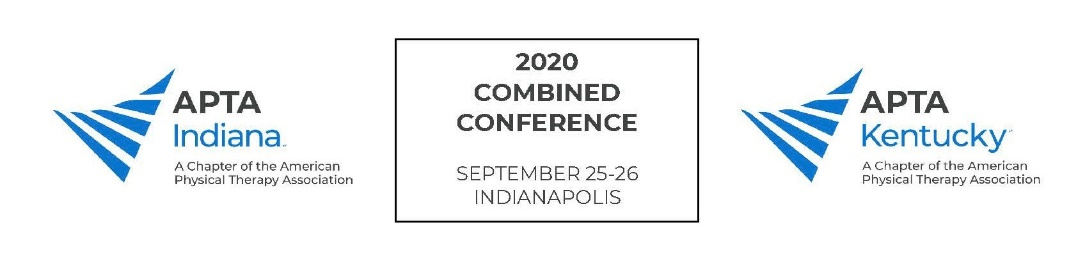 APTA
Indiana
A Chapter of the American
Physical Therapy Association
2020
COMBINED
CONFERENCE
SEPTEMBER 25-26
INDIANAPOLIS
APTA
Kentucky
A Chapter of the American
Physical Therapy Association